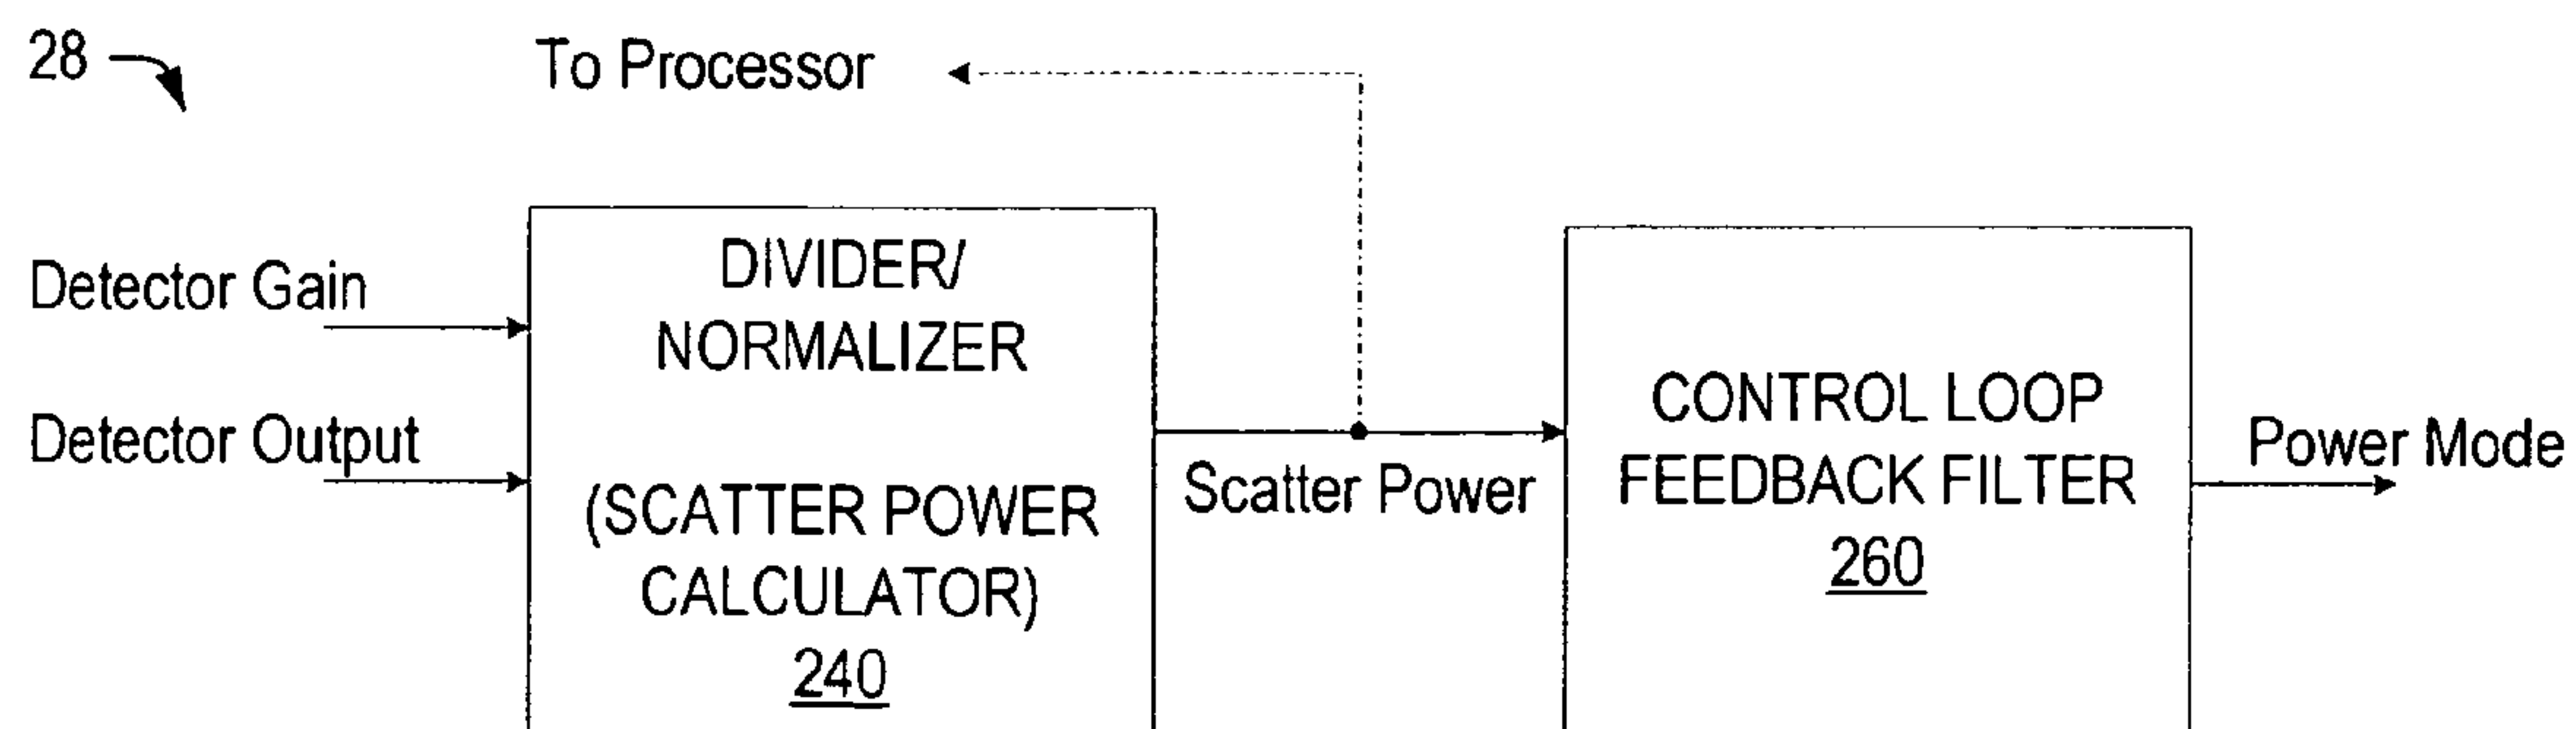 28
To Processor
Detector Gain
Detector Output
DIVIDER/
NORMALIZER
(SCATTER POWER
CALCULATOR)
240
Scatter Power
CONTROL LOOP
FEEDBACK FILTER
260
Power Mode